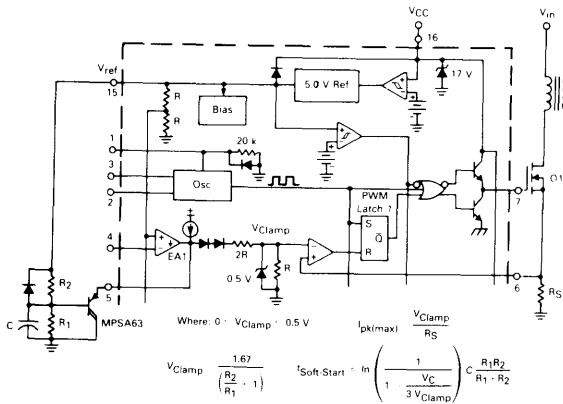 VCC
Vin
16
Vref
15
R
R
Bias
5.0 V Ref
17 V
1
20 k
3
Osc
2
7
Q1
PWM
Latch 1
S
Q̅
R
VClamp
4
EA1
2R
0.5 V
R
6
RS
R2
5
C
R1
MPSA63
Where: 0 VClamp 0.5 V
Ipk(max) VClamp
RS
VClamp 1.67
(R2
R1 + 1)
tSoft-Start = ln (1
1 - VC
3 VClamp) C R1R2
R1 + R2